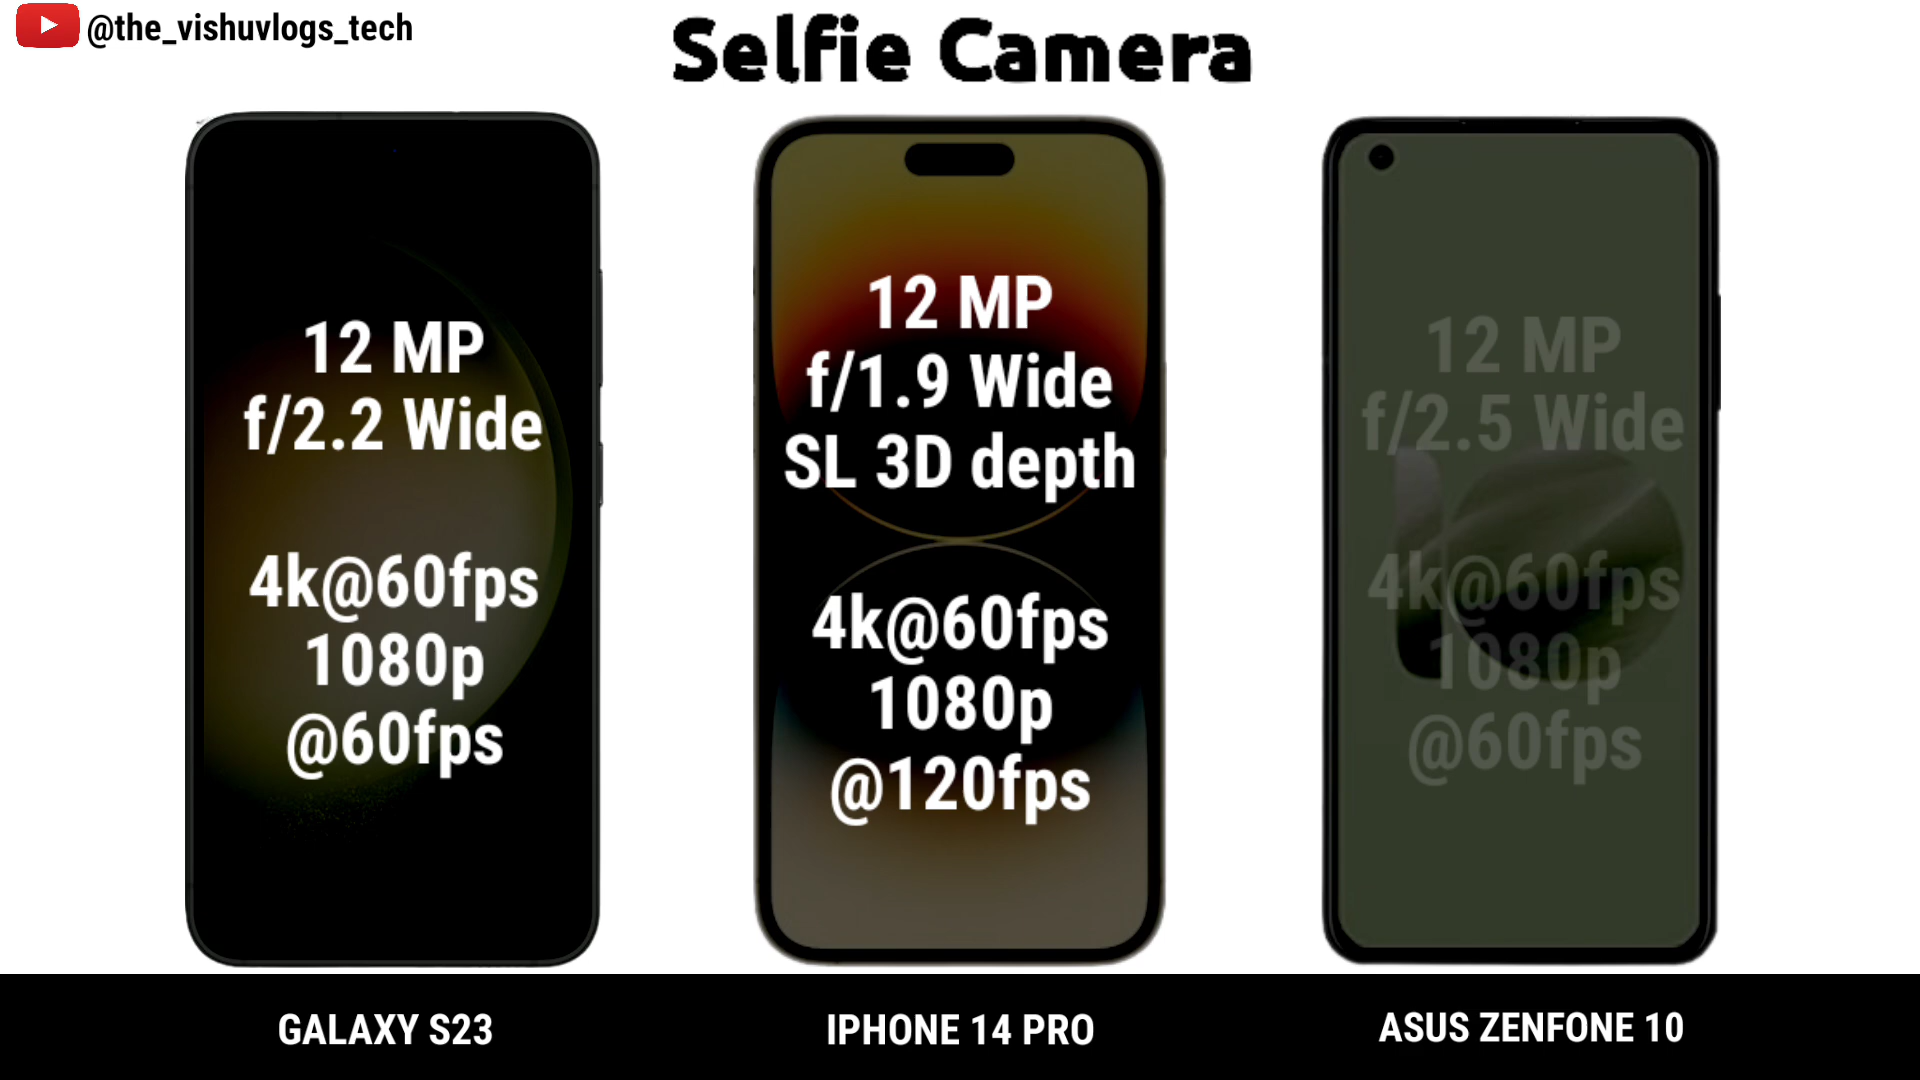 @the_vishuvlogs_tech
Selfie Camera
12 MP
f/2.2 Wide
4k@60fps
1080p
@60fps
12 MP
f/1.9 Wide
SL 3D depth
4k@60fps
1080p
@120fps
12 MP
f/2.5 Wide
4k@60fps
1080p
@60fps
GALAXY S23
IPHONE 14 PRO
ASUS ZENFONE 10